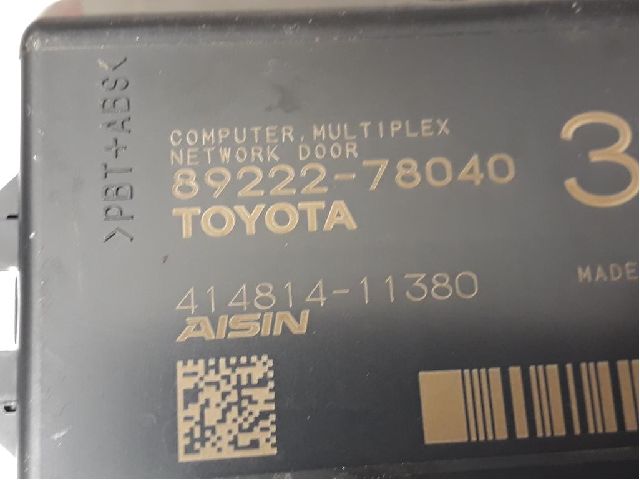 >PBT+ABS<
COMPUTER, MULTIPLEX
NETWORK DOOR
89222-78040
3
TOYOTA
414814-11380
MADE
AISIN